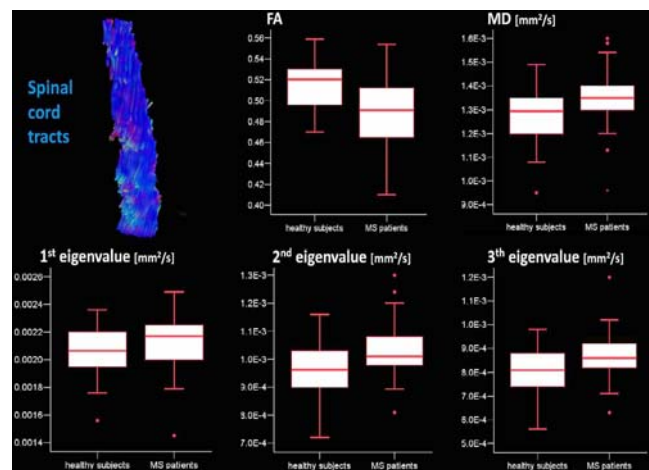 Spinal
cord
tracts
FA
0.56
0.54
0.52
0.50
0.48
0.46
0.44
0.42
0.40
healthy subjects MS patients
MD [mm²/s]
1.6E-3
1.5E-3
1.4E-3
1.3E-3
1.2E-3
1.1E-3
1.0E-3
9.0E-4
healthy subjects MS patients
1st eigenvalue [mm²/s]
0.0026
0.0024
0.0022
0.0020
0.0018
0.0016
0.0014
healthy subjects MS patients
2nd eigenvalue [mm²/s]
1.3E-3
1.2E-3
1.1E-3
1.0E-3
9.0E-4
8.0E-4
7.0E-4
healthy subjects MS patients
3th eigenvalue [mm²/s]
1.2E-3
1.1E-3
1.0E-3
9.0E-4
8.0E-4
7.0E-4
6.0E-4
5.0E-4
healthy subjects MS patients